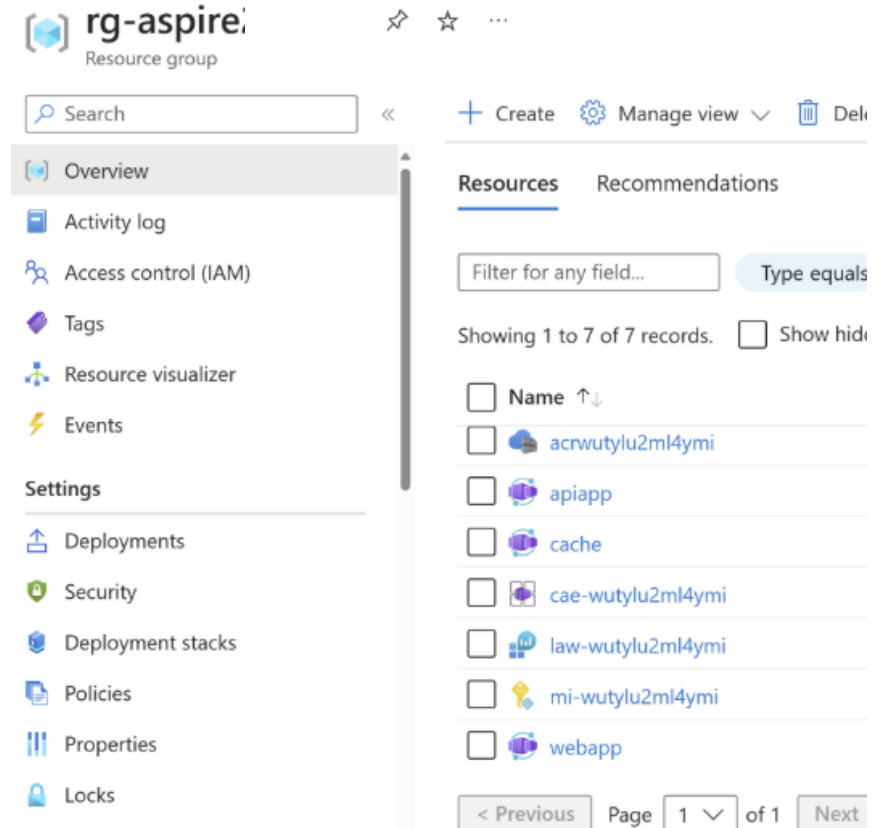 rg-aspire2
Resource group
Search
Overview
Activity log
Access control (IAM)
Tags
Resource visualizer
Events
Settings
Deployments
Security
Deployment stacks
Policies
Properties
Locks
Create Manage view
Resources Recommendations
Filter for any field... Type equals
Showing 1 to 7 of 7 records. Show
Name
acrwutylu2ml4ymi
apiapp
cache
cae-wutylu2ml4ymi
law-wutylu2ml4ymi
mi-wutylu2ml4ymi
webapp
< Previous Page 1 of 1 Next